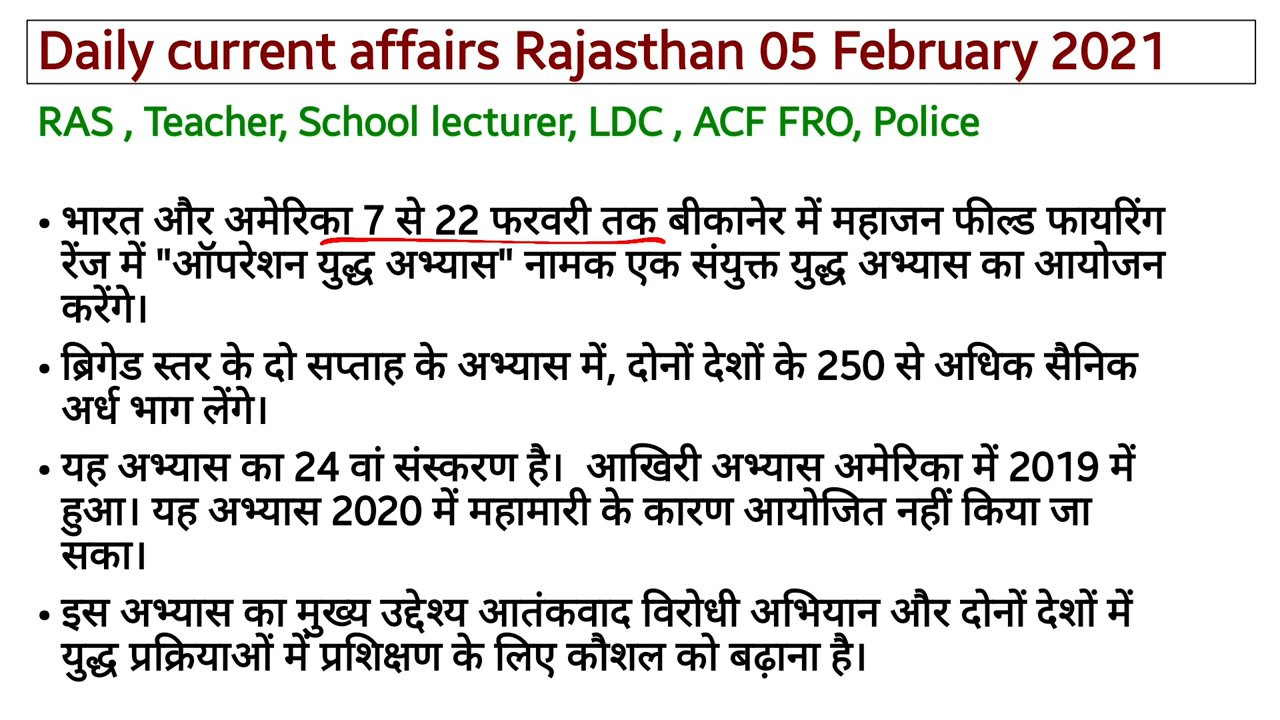 Daily current affairs Rajasthan 05 February 2021
RAS , Teacher, School lecturer, LDC , ACF FRO, Police
• भारत और अमेरिका 7 से 22 फरवरी तक बीकानेर में महाजन फील्ड फायरिंग
रेंज में "ऑपरेशन युद्ध अभ्यास" नामक एक संयुक्त युद्ध अभ्यास का आयोजन
करेंगे।
• ब्रिगेड स्तर के दो सप्ताह के अभ्यास में, दोनों देशों के 250 से अधिक सैनिक
अर्ध भाग लेंगे।
• यह अभ्यास का 24 वां संस्करण है। आखिरी अभ्यास अमेरिका में 2019 में
हुआ। यह अभ्यास 2020 में महामारी के कारण आयोजित नहीं किया जा
सका।
• इस अभ्यास का मुख्य उद्देश्य आतंकवाद विरोधी अभियान और दोनों देशों में
युद्ध प्रक्रियाओं में प्रशिक्षण के लिए कौशल को बढ़ाना है।